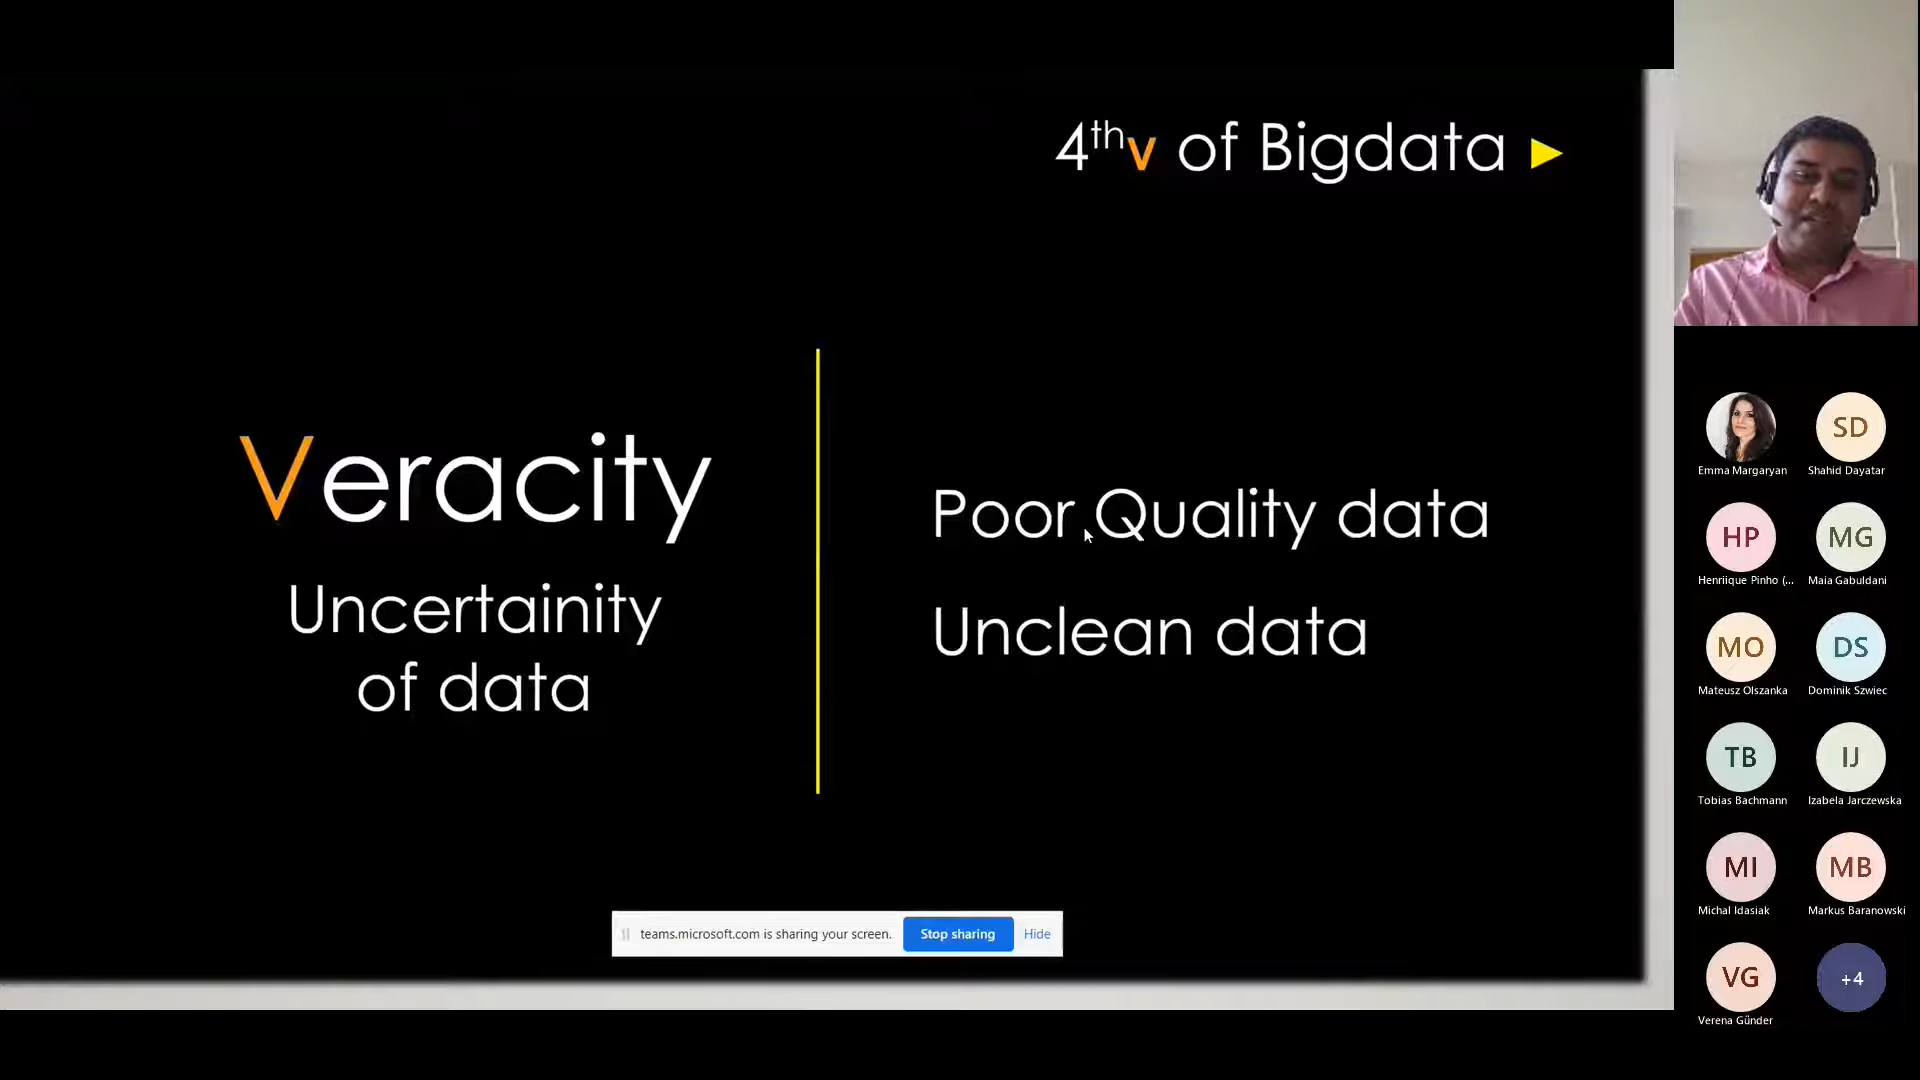 4th v of Bigdata
Veracity
Uncertainity
of data
Poor Quality data
Unclean data
teams.microsoft.com is sharing your screen.
Stop sharing
Hide
Emma Margaryan
SD
Shahid Dayatar
HP
Henriique Pinho (...
MG
Maia Gabuldani
MO
Mateusz Olszanka
DS
Dominik Szwiec
TB
Tobias Bachmann
IJ
Izabela Jarczewska
MI
Michal Idasiak
MB
Markus Baranowski
VG
Verena Günder
+4